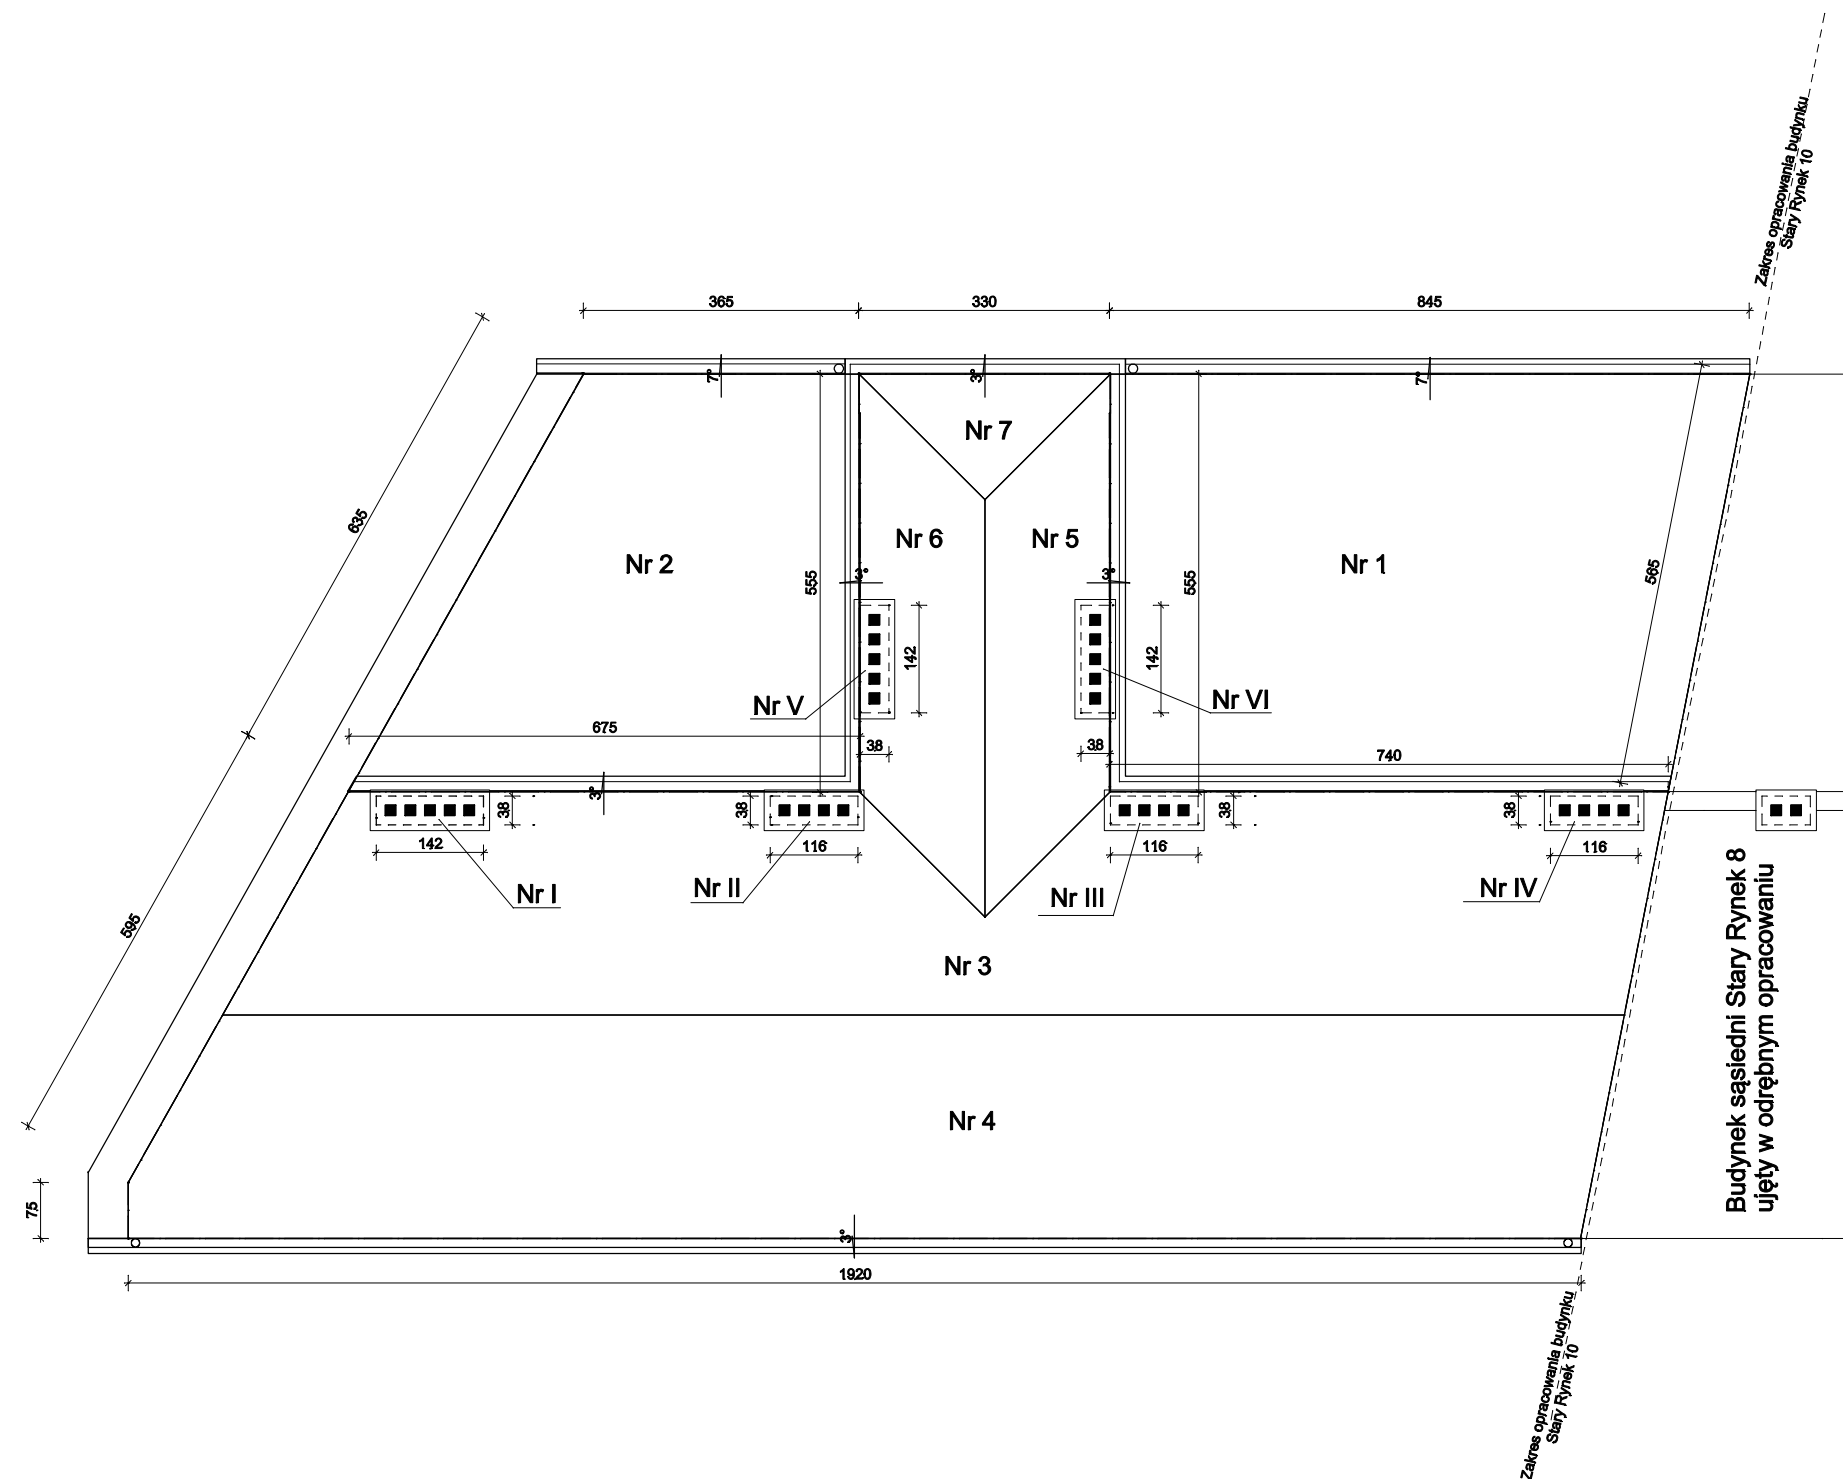 Zakres opracowania budynku
Stary Rynek 10
365
330
845
7°
3°
7°
Nr 7
635
Nr 6
Nr 5
Nr 2
Nr 1
555
3°
3°
555
565
142
142
Nr V
Nr VI
675
38
38
740
3°
38
38
38
38
142
116
116
116
Nr I
Nr II
Nr III
Nr IV
595
Nr 3
Budynek sąsiedni Stary Rynek 8
ujęty w odrębnym opracowaniu
Nr 4
75
3°
1920
Zakres opracowania budynku
Stary Rynek 10